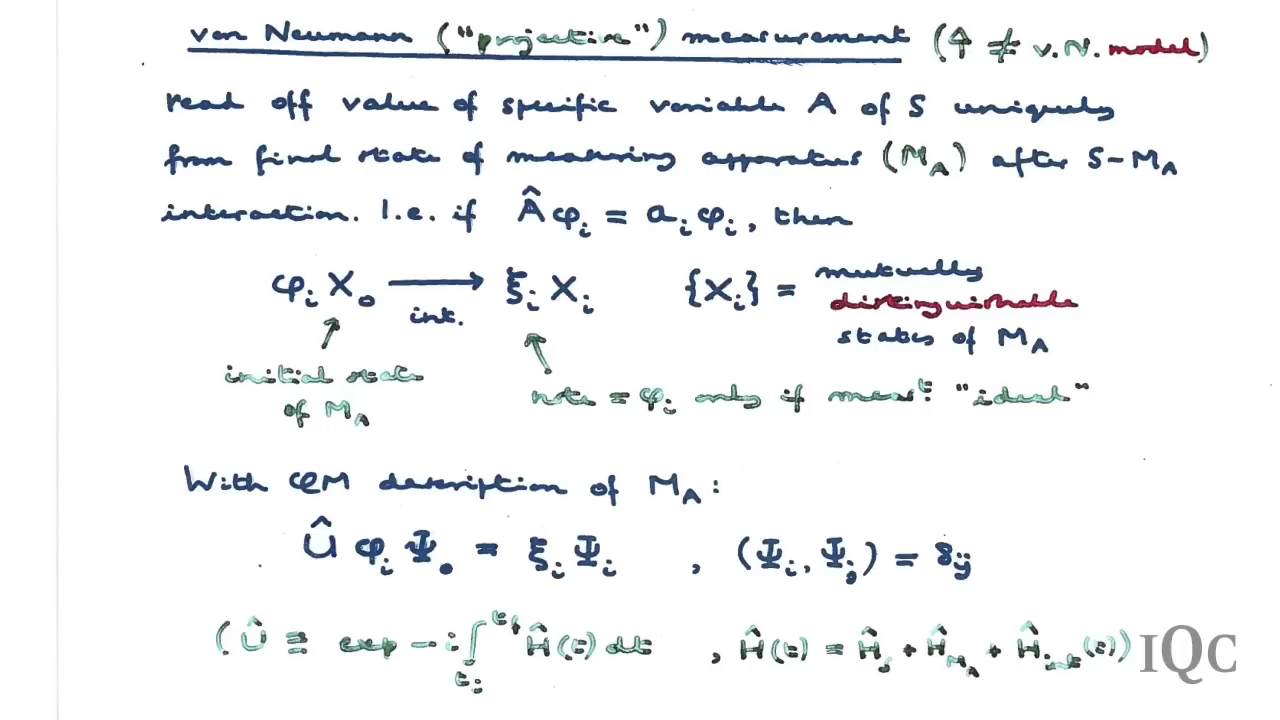 von Neumann ("projective") measurement (↑ ≠ v.N. model)
read off value of specific variable A of S uniquely
from final state of measuring apparatus (M_A) after S-M_A
interaction. I.e. if Âφ_i = a_i φ_i, then
φ_i X_0 ⟶ ξ_i X_i {X_i} = mutually
int. distinguishable
states of M_A
initial state
of M_A
note = φ_i only if meas^t. "ideal"
With QM description of M_A:
Û φ_i Ψ_0 = ξ_i Ψ_i , (Ψ_i, Ψ_j) = δ_ij
(Û ≡ exp -i ∫_{t_i}^{t_f} Ĥ(t) dt , Ĥ(t) = Ĥ_S + Ĥ_{M_A} + Ĥ_int(t))
IQC